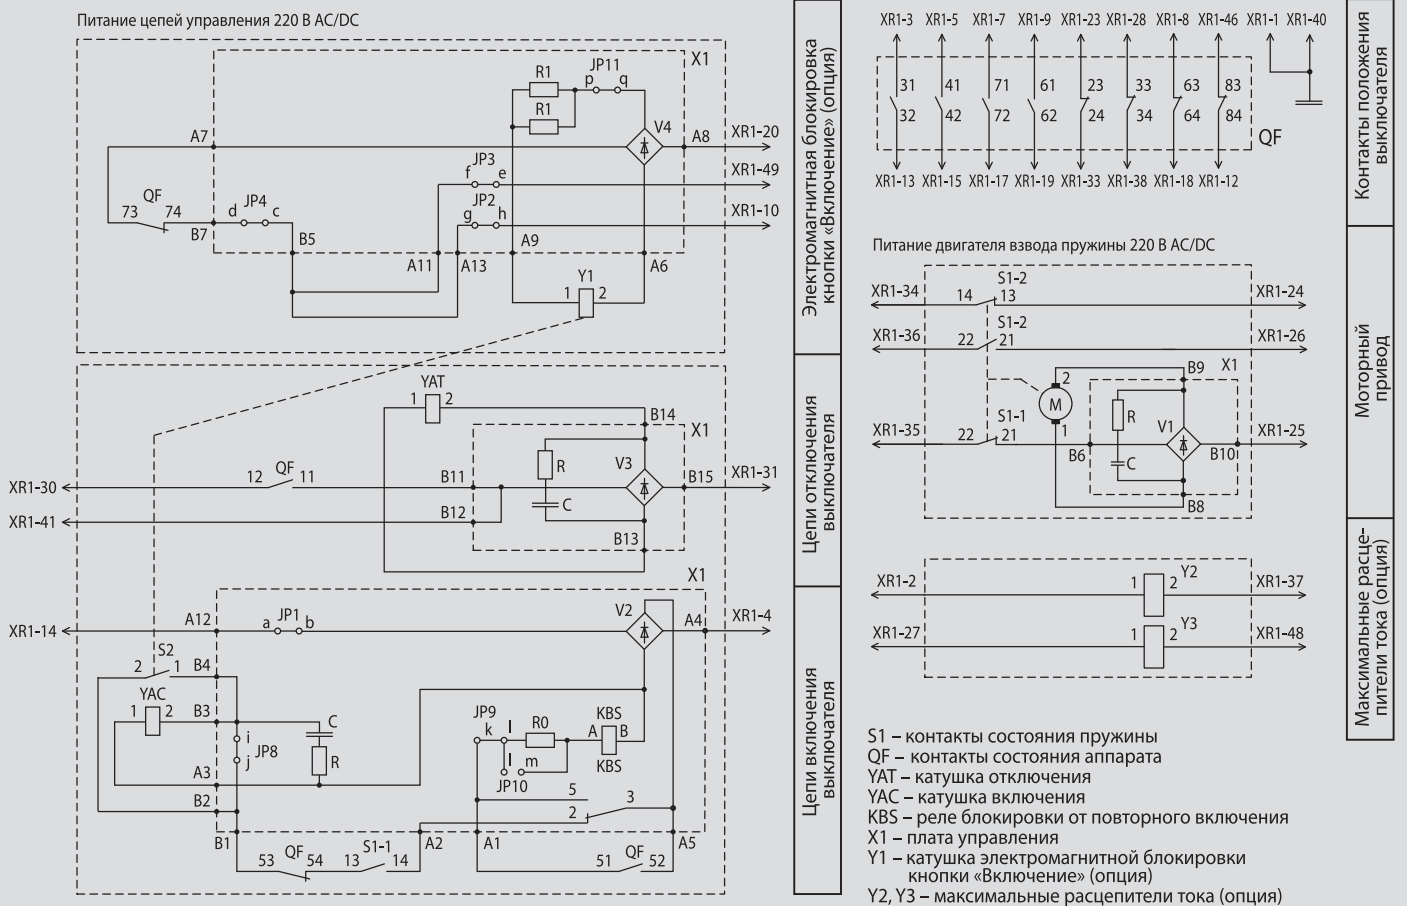 Питание цепей управления 220 В AC/DC
X1
R1
JP11
p q
R1
V4
A7
A8
XR1-20
JP3
f e
XR1-49
QF
73 74
JP4
d c
JP2
g h
XR1-10
B7
B5
A9
A11
A13
A6
Y1
1 2
Электромагнитная блокировка
кнопки «Включение» (опция)
YAT
1 2
B14
X1
R
V3
QF
12 11
XR1-30
B11
B15
XR1-31
C
XR1-41
B12
B13
Цепи отключения
выключателя
X1
JP1
a b
V2
XR1-14
A12
A4
XR1-4
S2
2 1
B4
YAC
1 2
B3
C
i
JP8
j
R
A3
B2
JP9
k
l
R0
KBS
A B
KBS
l
m
JP10
5
3
2
B1
A2
A1
A5
QF
53 54
S1-1
13 14
QF
51 52
Цепи включения
выключателя
XR1-3 XR1-5 XR1-7 XR1-9 XR1-23 XR1-28 XR1-8 XR1-46 XR1-1 XR1-40
31 41 71 61 23 33 63 83
32 42 72 62 24 34 64 84
QF
XR1-13 XR1-15 XR1-17 XR1-19 XR1-33 XR1-38 XR1-18 XR1-12
Контакты положения
выключателя
Питание двигателя взвода пружины 220 В AC/DC
S1-2
XR1-34
14 13
XR1-24
S1-2
XR1-36
22 21
XR1-26
2
B9
X1
M
R
V1
S1-1
1
XR1-35
22 21
B6
B10
XR1-25
C
B8
Моторный
привод
XR1-2
1 2
Y2
XR1-37
XR1-27
1 2
Y3
XR1-48
Максимальные расце-
пители тока (опция)
S1 – контакты состояния пружины
QF – контакты состояния аппарата
YAT – катушка отключения
YAC – катушка включения
KBS – реле блокировки от повторного включения
X1 – плата управления
Y1 – катушка электромагнитной блокировки
кнопки «Включение» (опция)
Y2, Y3 – максимальные расцепители тока (опция)